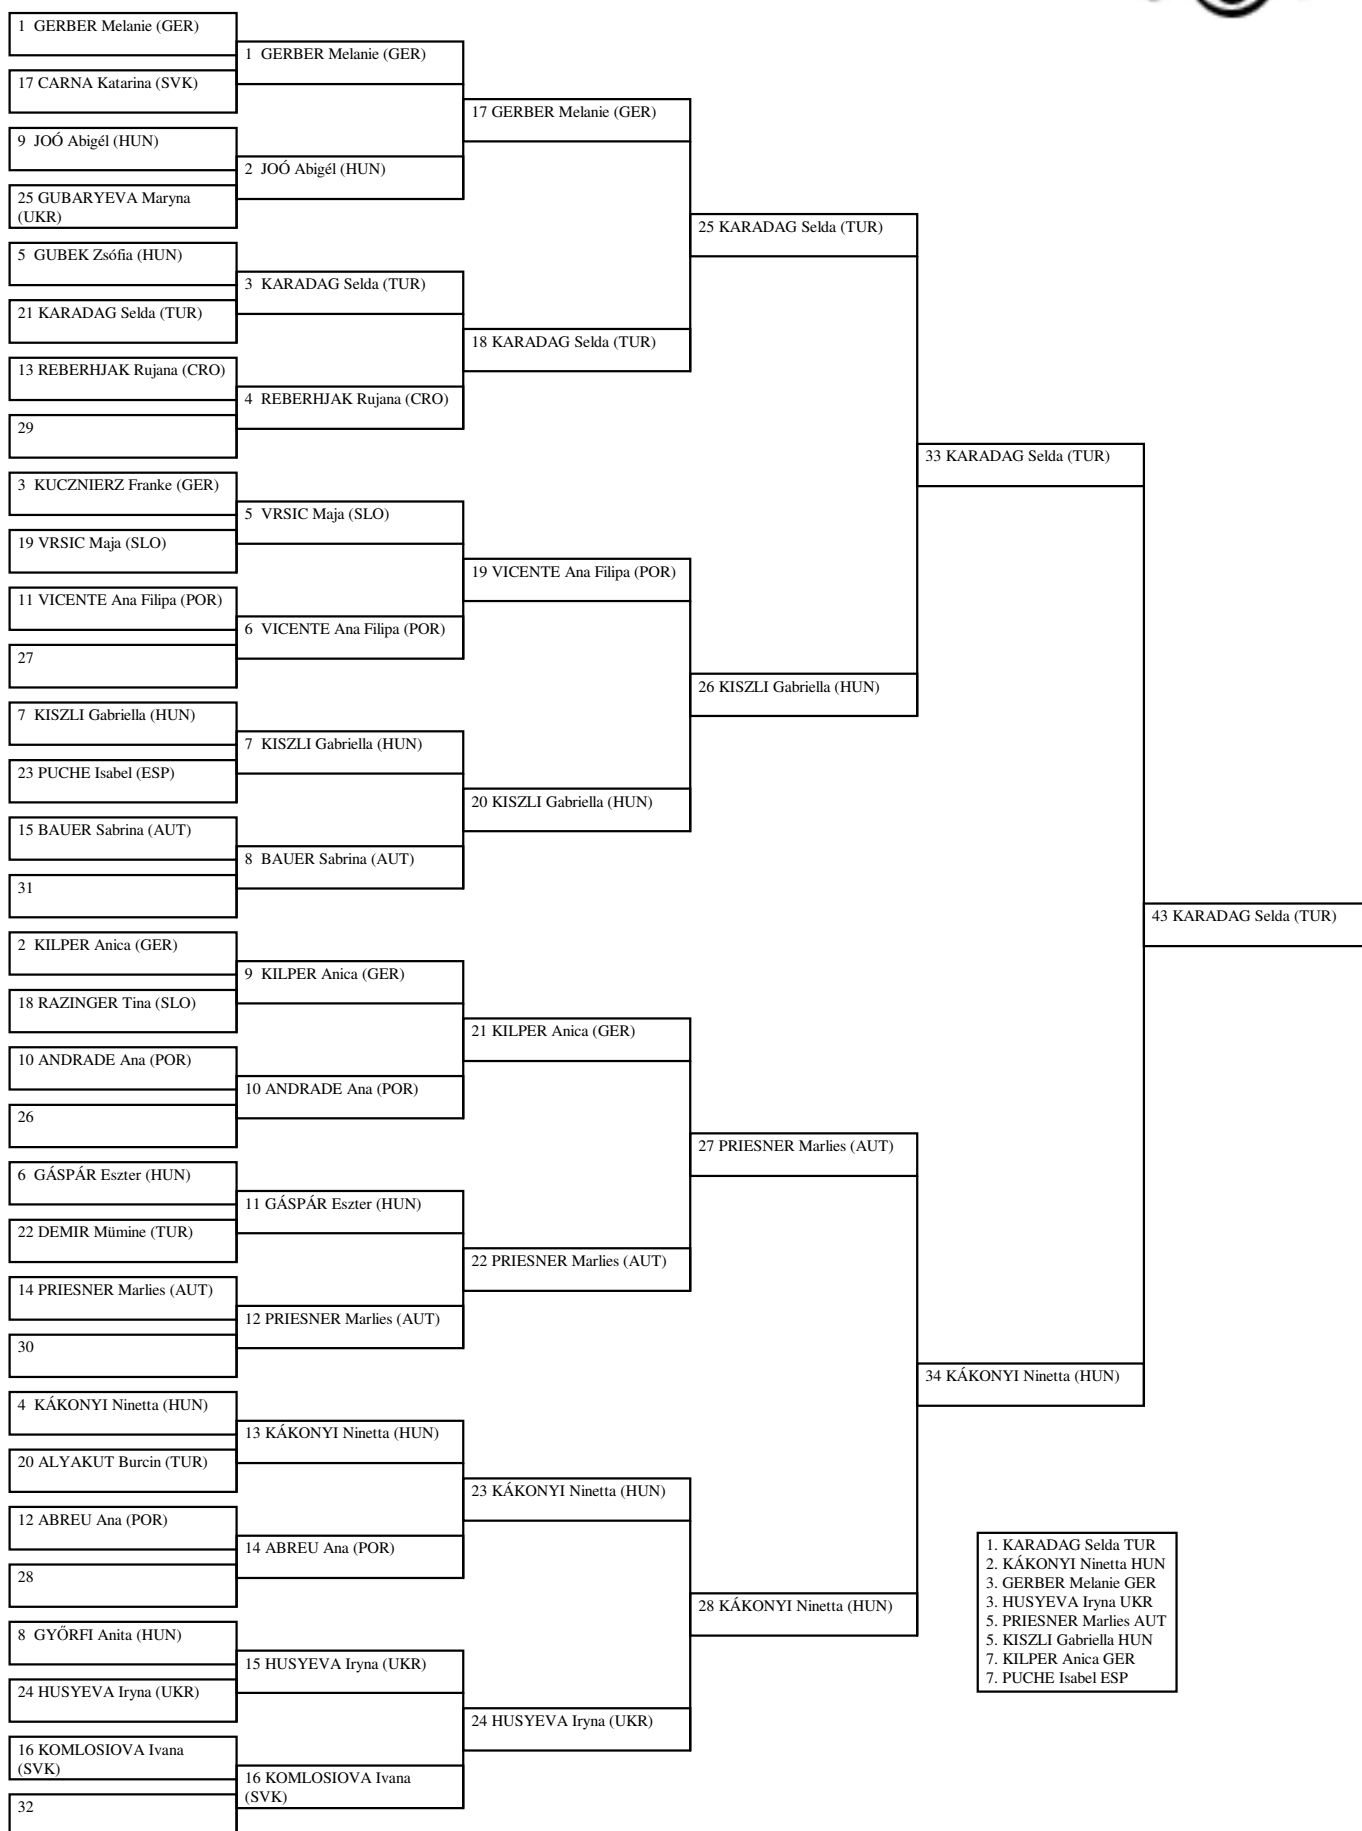 1 GERBER Melanie (GER)
17 CARNA Katarina (SVK)
9 JOÓ Abigél (HUN)
25 GUBARYEVA Maryna
(UKR)
5 GUBEK Zsófia (HUN)
21 KARADAG Selda (TUR)
13 REBERHJAK Rujana (CRO)
29
3 KUCZNIERZ Franke (GER)
19 VRSIC Maja (SLO)
11 VICENTE Ana Filipa (POR)
27
7 KISZLI Gabriella (HUN)
23 PUCHE Isabel (ESP)
15 BAUER Sabrina (AUT)
31
2 KILPER Anica (GER)
18 RAZINGER Tina (SLO)
10 ANDRADE Ana (POR)
26
6 GÁSPÁR Eszter (HUN)
22 DEMIR Mümine (TUR)
14 PRIESNER Marlies (AUT)
30
4 KÁKONYI Ninetta (HUN)
20 ALYAKUT Burcin (TUR)
12 ABREU Ana (POR)
28
8 GYŐRFI Anita (HUN)
24 HUSYEVA Iryna (UKR)
16 KOMLOSIOVA Ivana
(SVK)
32
1 GERBER Melanie (GER)
2 JOÓ Abigél (HUN)
3 KARADAG Selda (TUR)
4 REBERHJAK Rujana (CRO)
5 VRSIC Maja (SLO)
6 VICENTE Ana Filipa (POR)
7 KISZLI Gabriella (HUN)
8 BAUER Sabrina (AUT)
9 KILPER Anica (GER)
10 ANDRADE Ana (POR)
11 GÁSPÁR Eszter (HUN)
12 PRIESNER Marlies (AUT)
13 KÁKONYI Ninetta (HUN)
14 ABREU Ana (POR)
15 HUSYEVA Iryna (UKR)
16 KOMLOSIOVA Ivana
(SVK)
17 GERBER Melanie (GER)
18 KARADAG Selda (TUR)
19 VICENTE Ana Filipa (POR)
20 KISZLI Gabriella (HUN)
21 KILPER Anica (GER)
22 PRIESNER Marlies (AUT)
23 KÁKONYI Ninetta (HUN)
24 HUSYEVA Iryna (UKR)
25 KARADAG Selda (TUR)
26 KISZLI Gabriella (HUN)
27 PRIESNER Marlies (AUT)
28 KÁKONYI Ninetta (HUN)
33 KARADAG Selda (TUR)
34 KÁKONYI Ninetta (HUN)
43 KARADAG Selda (TUR)
1. KARADAG Selda TUR
2. KÁKONYI Ninetta HUN
3. GERBER Melanie GER
3. HUSYEVA Iryna UKR
5. PRIESNER Marlies AUT
5. KISZLI Gabriella HUN
7. KILPER Anica GER
7. PUCHE Isabel ESP